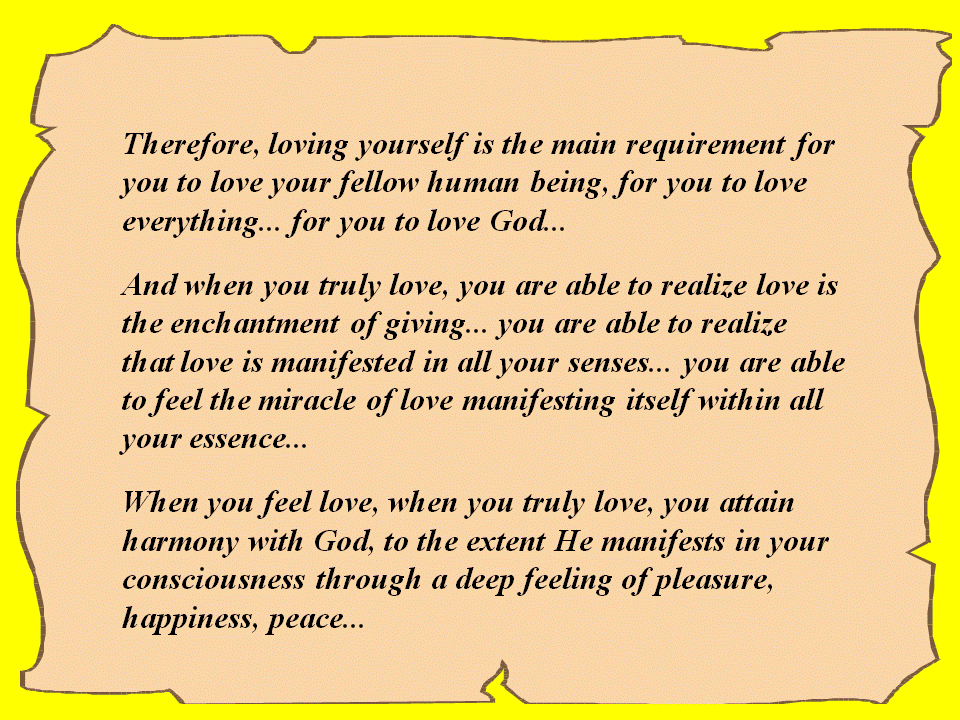 Therefore, loving yourself is the main requirement for
you to love your fellow human being, for you to love
everything... for you to love God...
And when you truly love, you are able to realize love is
the enchantment of giving... you are able to realize
that love is manifested in all your senses... you are able
to feel the miracle of love manifesting itself within all
your essence...
When you feel love, when you truly love, you attain
harmony with God, to the extent He manifests in your
consciousness through a deep feeling of pleasure,
happiness, peace...